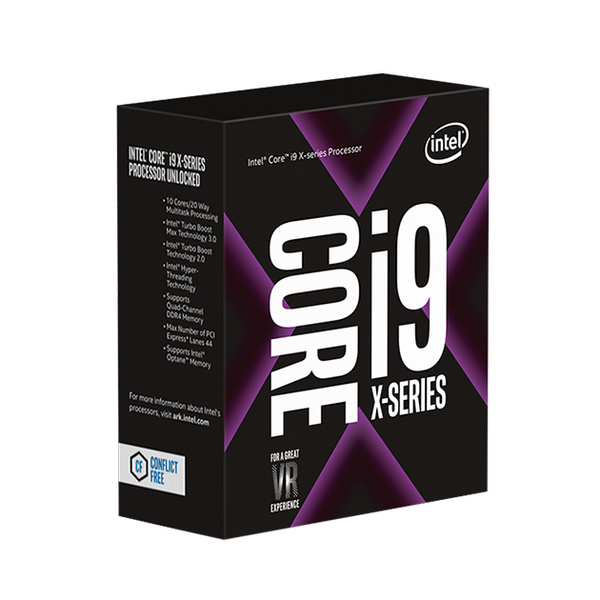 INTEL® CORE™ i9 X-SERIES
PROCESSOR UNLOCKED
• 10 Cores/20 Way
Multitask Processing
• Intel® Turbo Boost
Max Technology 3.0
• Intel® Turbo Boost
Technology 2.0
• Intel® Hyper-
Threading
Technology
• Supports
Quad-Channel
DDR4 Memory
• Max Number of PCI
Express® Lanes 44
• Supports Intel®
Optane™ Memory
For more information about Intel's
processors, visit ark.intel.com
CF
CONFLICT
FREE
Intel® Core™ i9 X-series Processor
intel®
CORE
i9
X-SERIES
FOR A GREAT
VR
EXPERIENCE